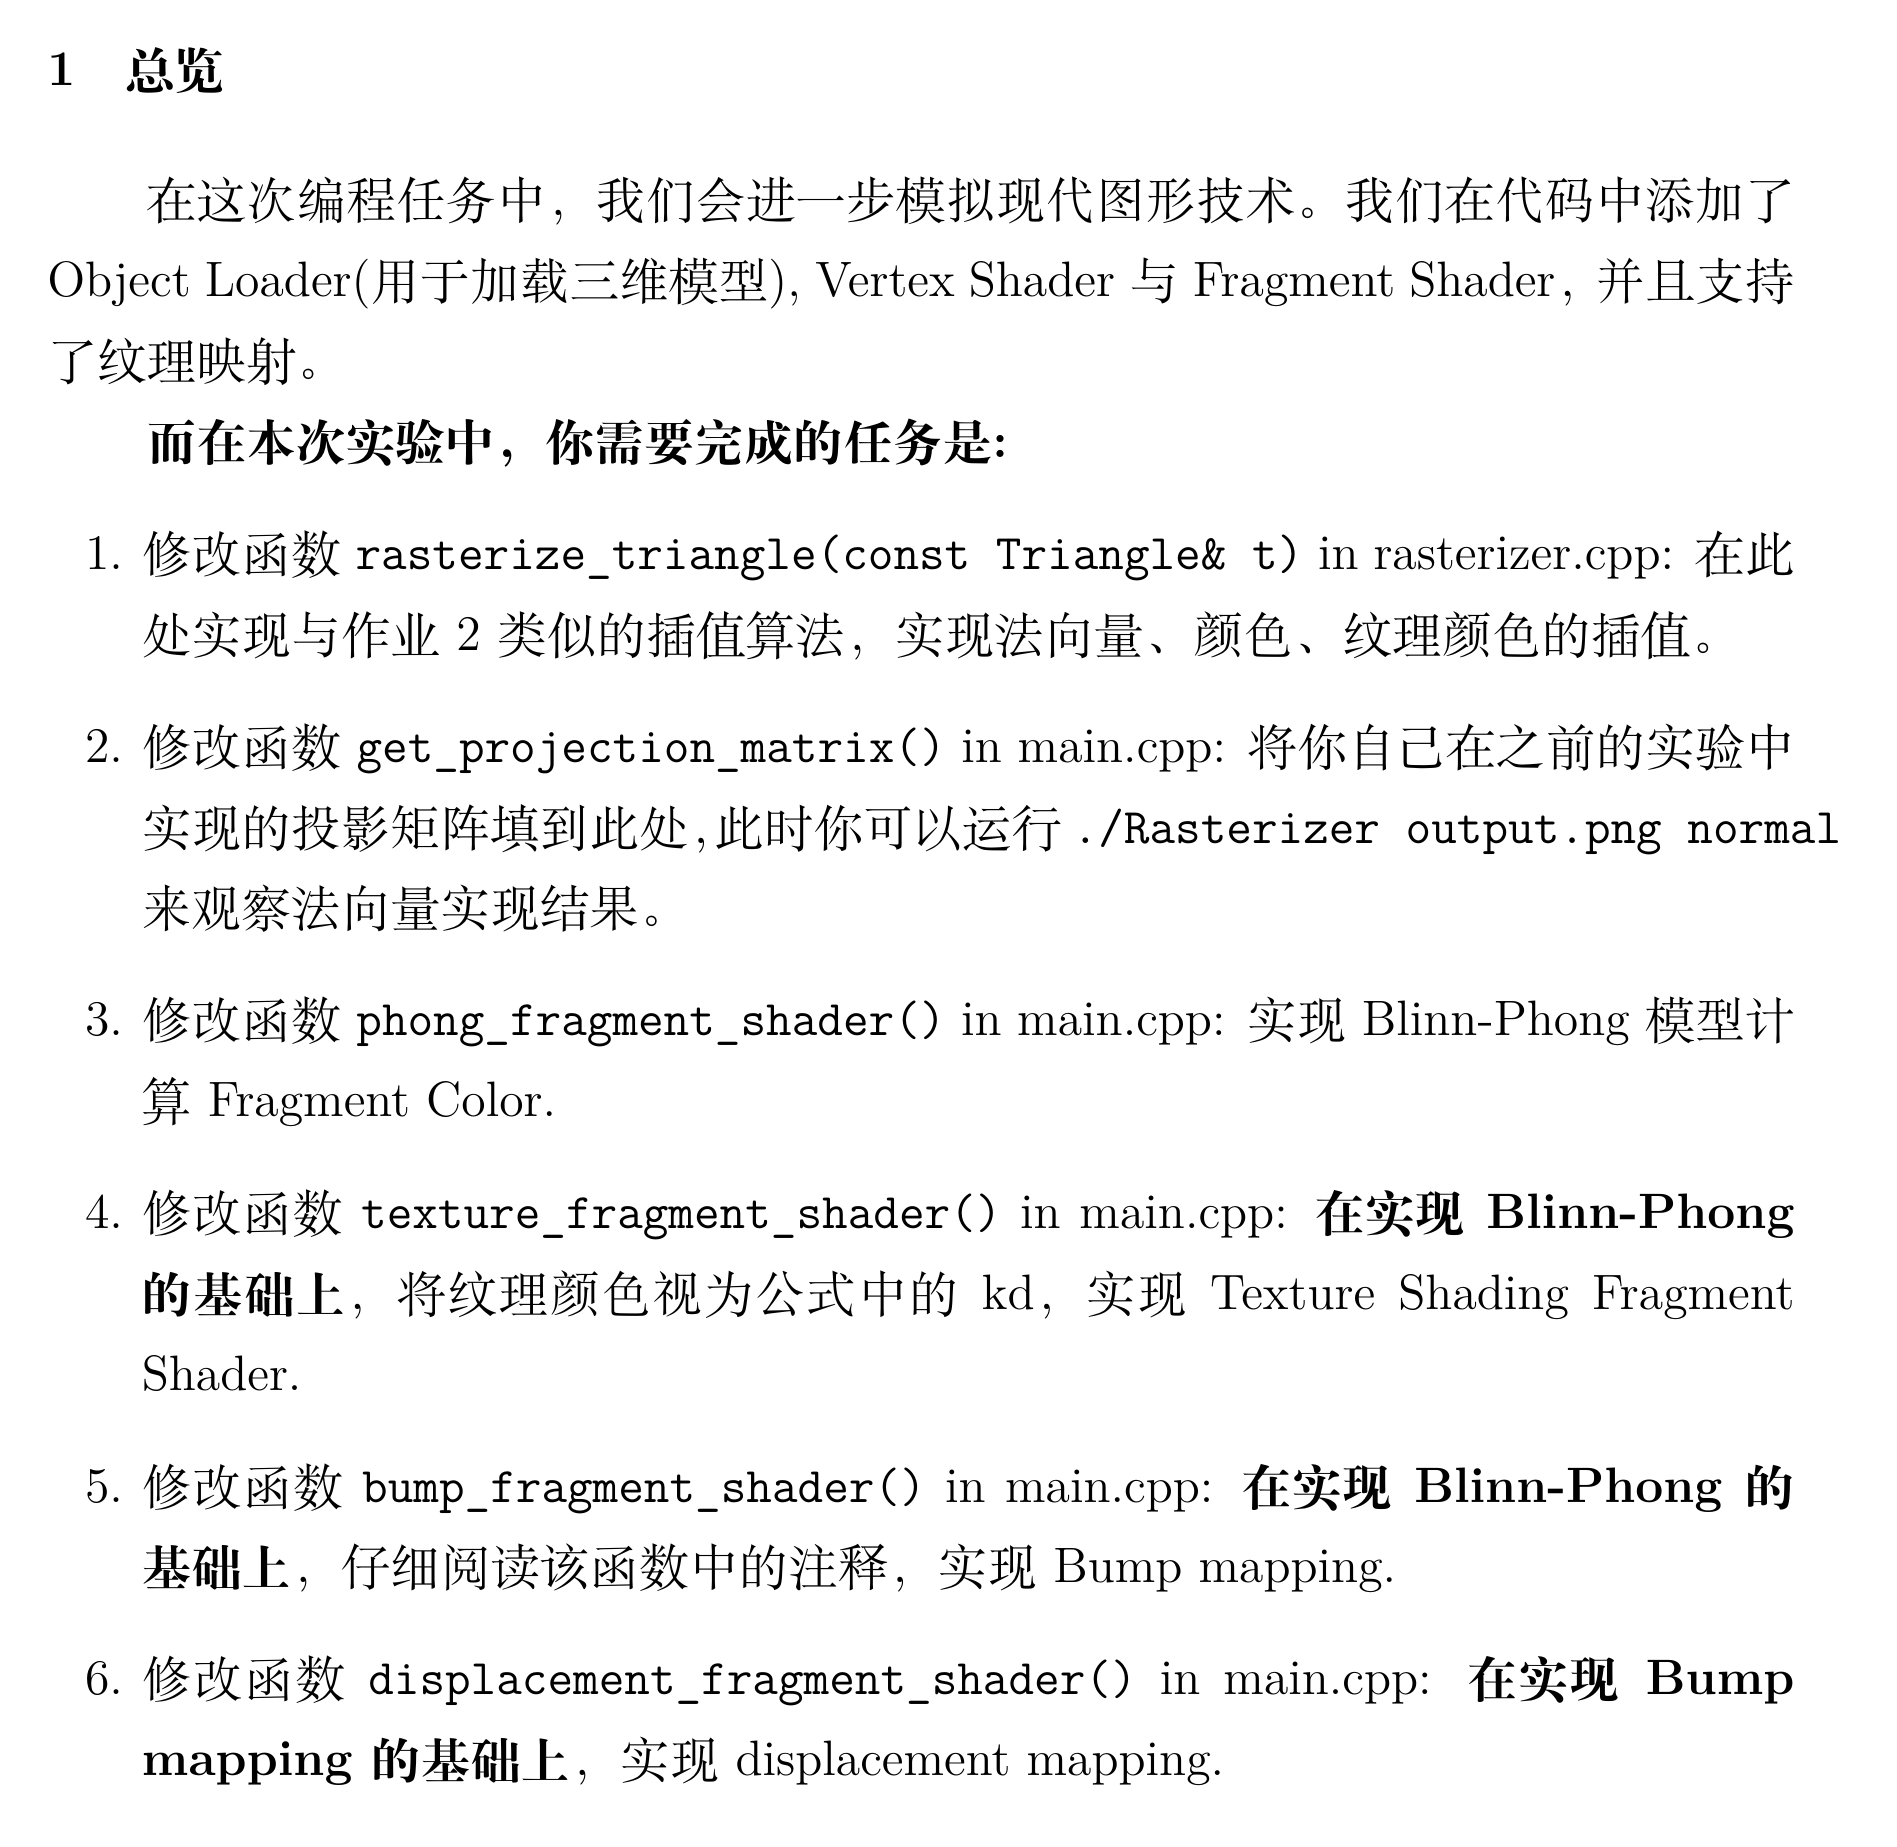 1 总览
在这次编程任务中，我们会进一步模拟现代图形技术。我们在代码中添加了
Object Loader(用于加载三维模型), Vertex Shader 与 Fragment Shader，并且支持
了纹理映射。
而在本次实验中，你需要完成的任务是:
1. 修改函数 rasterize_triangle(const Triangle& t) in rasterizer.cpp: 在此
处实现与作业 2 类似的插值算法，实现法向量、颜色、纹理颜色的插值。
2. 修改函数 get_projection_matrix() in main.cpp: 将你自己在之前的实验中
实现的投影矩阵填到此处,此时你可以运行 ./Rasterizer output.png normal
来观察法向量实现结果。
3. 修改函数 phong_fragment_shader() in main.cpp: 实现 Blinn-Phong 模型计
算 Fragment Color.
4. 修改函数 texture_fragment_shader() in main.cpp: 在实现 Blinn-Phong
的基础上，将纹理颜色视为公式中的 kd，实现 Texture Shading Fragment
Shader.
5. 修改函数 bump_fragment_shader() in main.cpp: 在实现 Blinn-Phong 的
基础上，仔细阅读该函数中的注释，实现 Bump mapping.
6. 修改函数 displacement_fragment_shader() in main.cpp: 在实现 Bump
mapping 的基础上，实现 displacement mapping.